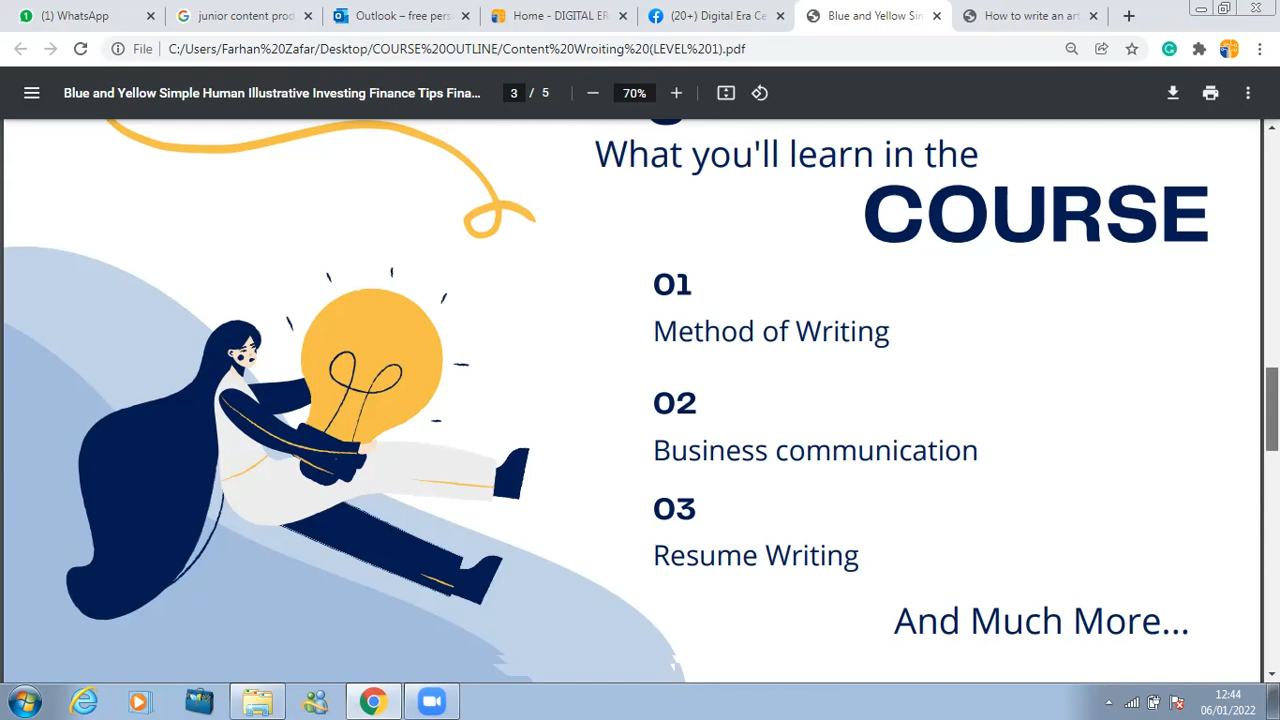 (1) WhatsApp
junior content prod
Outlook – free pers
Home - DIGITAL ER
(20+) Digital Era Ce
Blue and Yellow Sim
How to write an art
File
C:/Users/Farhan%20Zafar/Desktop/COURSE%20OUTLINE/Content%20Wroiting%20(LEVEL%201).pdf
Blue and Yellow Simple Human Illustrative Investing Finance Tips Fina...
3 / 5
70%
What you'll learn in the
COURSE
01
Method of Writing
02
Business communication
03
Resume Writing
And Much More...
12:44
06/01/2022